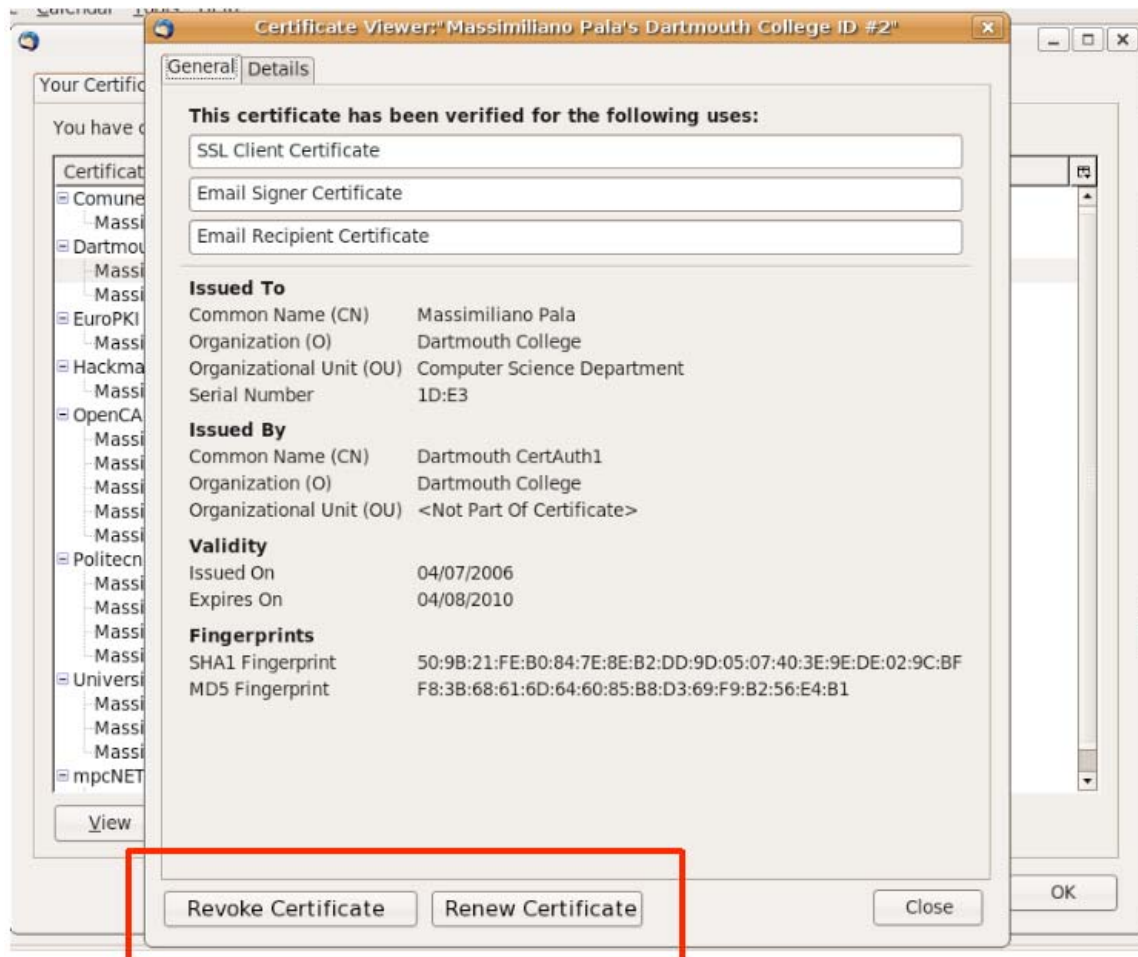 Calendar Tools Help
Certificate Viewer:"Massimiliano Pala's Dartmouth College ID #2"
General Details
Your Certific
This certificate has been verified for the following uses:
You have
SSL Client Certificate
Certificat
Email Signer Certificate
Comune
Massi
Email Recipient Certificate
Dartmou
Massi
Massi
EuroPKI
Massi
Hackma
Massi
OpenCA
Massi
Massi
Massi
Massi
Massi
Politecn
Massi
Massi
Massi
Massi
Universi
Massi
Massi
Massi
mpcNET
View
Issued To
Common Name (CN) Massimiliano Pala
Organization (O) Dartmouth College
Organizational Unit (OU) Computer Science Department
Serial Number 1D:E3
Issued By
Common Name (CN) Dartmouth CertAuth1
Organization (O) Dartmouth College
Organizational Unit (OU) <Not Part Of Certificate>
Validity
Issued On 04/07/2006
Expires On 04/08/2010
Fingerprints
SHA1 Fingerprint 50:9B:21:FE:B0:84:7E:8E:B2:DD:9D:05:07:40:3E:9E:DE:02:9C:BF
MD5 Fingerprint F8:3B:68:61:6D:64:60:85:B8:D3:69:F9:B2:56:E4:B1
Revoke Certificate Renew Certificate Close
OK